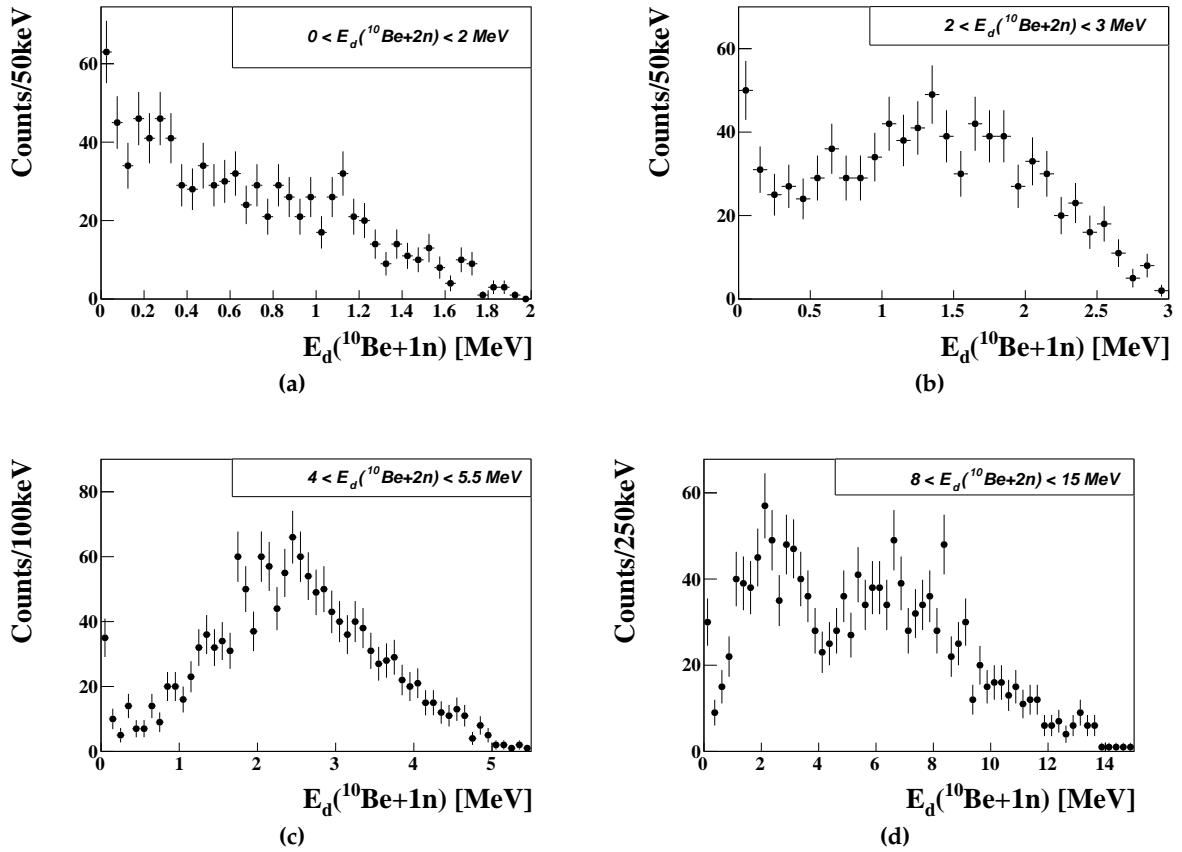 Counts/50keV
60
40
20
0
0 < E_d(¹⁰Be+2n) < 2 MeV
0.2 0.4 0.6 0.8 1 1.2 1.4 1.6 1.8 2
E_d(¹⁰Be+1n) [MeV]
(a)
Counts/50keV
60
40
20
0
2 < E_d(¹⁰Be+2n) < 3 MeV
0 0.5 1 1.5 2 2.5 3
E_d(¹⁰Be+1n) [MeV]
(b)
Counts/100keV
80
60
40
20
0
4 < E_d(¹⁰Be+2n) < 5.5 MeV
0 1 2 3 4 5
E_d(¹⁰Be+1n) [MeV]
(c)
Counts/250keV
60
40
20
0
8 < E_d(¹⁰Be+2n) < 15 MeV
0 2 4 6 8 10 12 14
E_d(¹⁰Be+1n) [MeV]
(d)